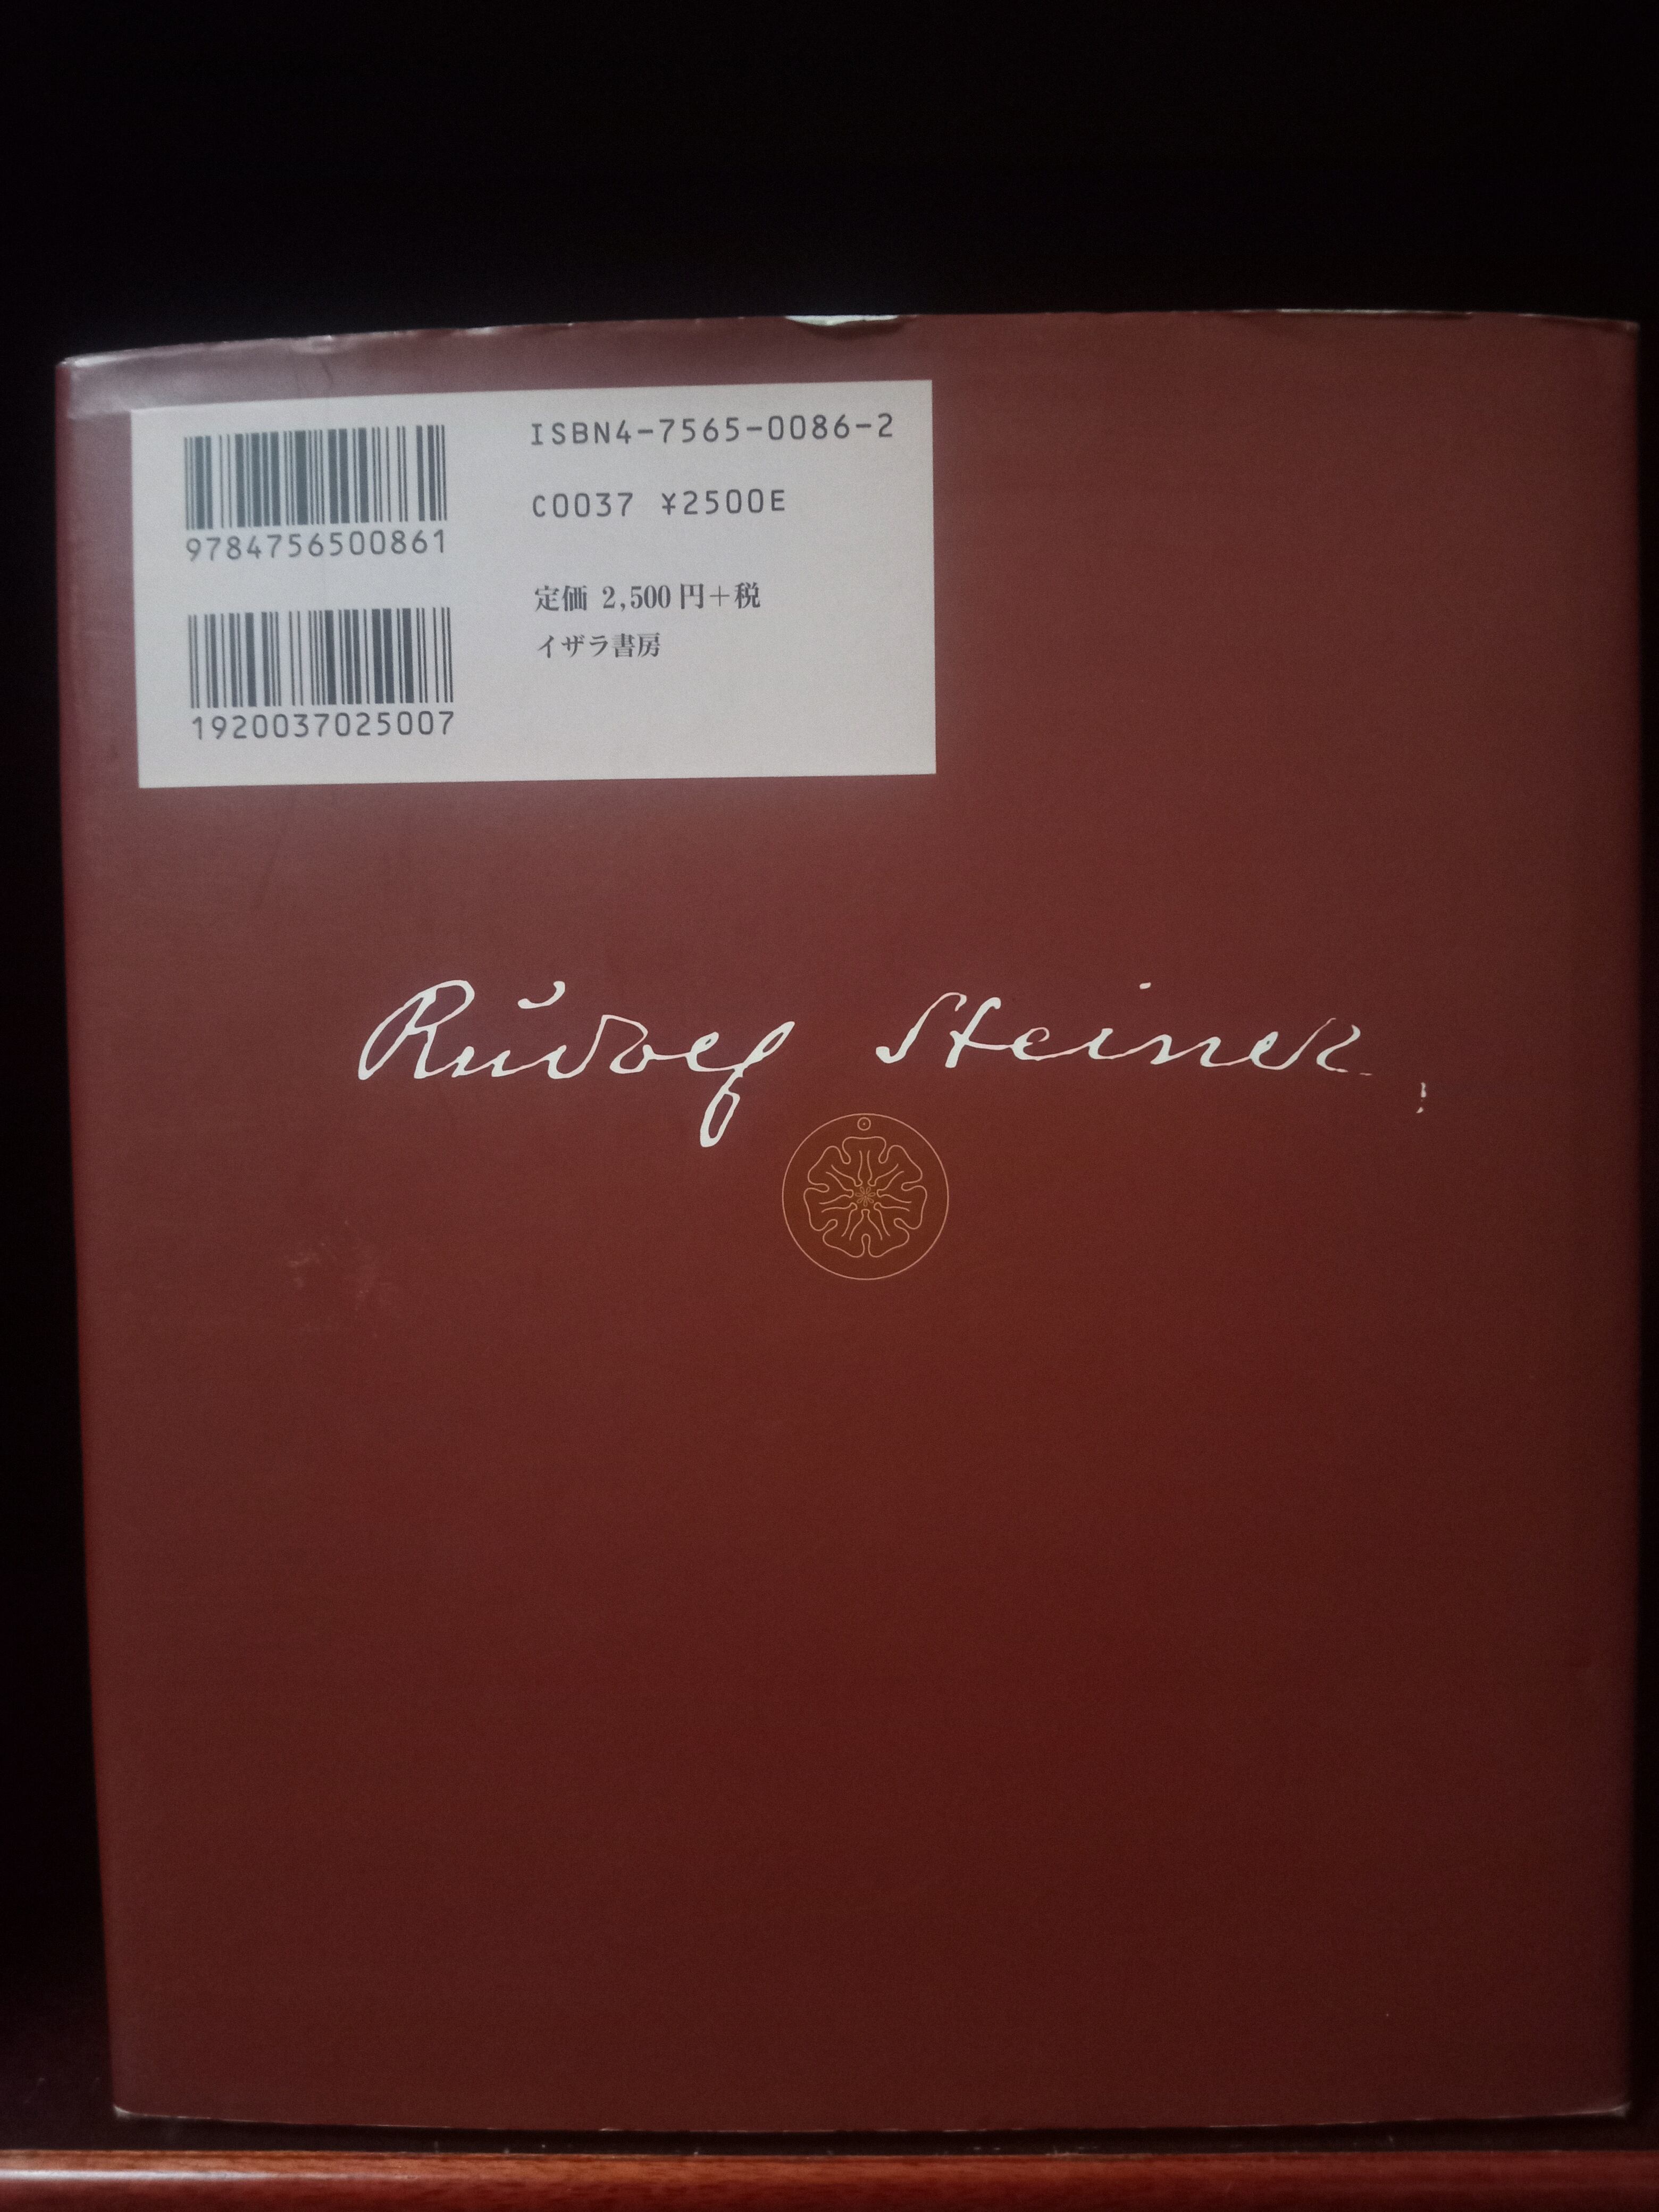 ISBN4-7565-0086-2
C0037 ¥2500E
9784756500861
定価 2,500円+税
イザラ書房
1920037025007
Rudolf Steiner